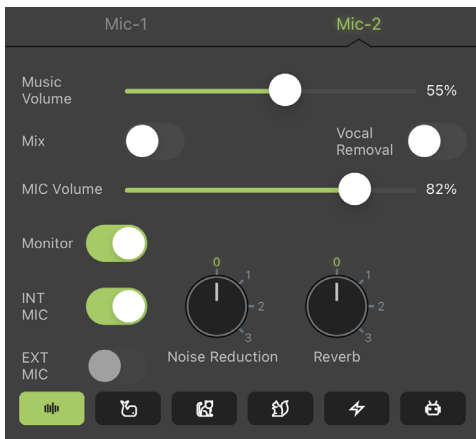 Mic-1
Mic-2
Music
Volume
55%
Mix
Vocal
Removal
MIC Volume
82%
Monitor
INT
MIC
0
1
2
3
Noise Reduction
0
1
2
3
Reverb
EXT
MIC